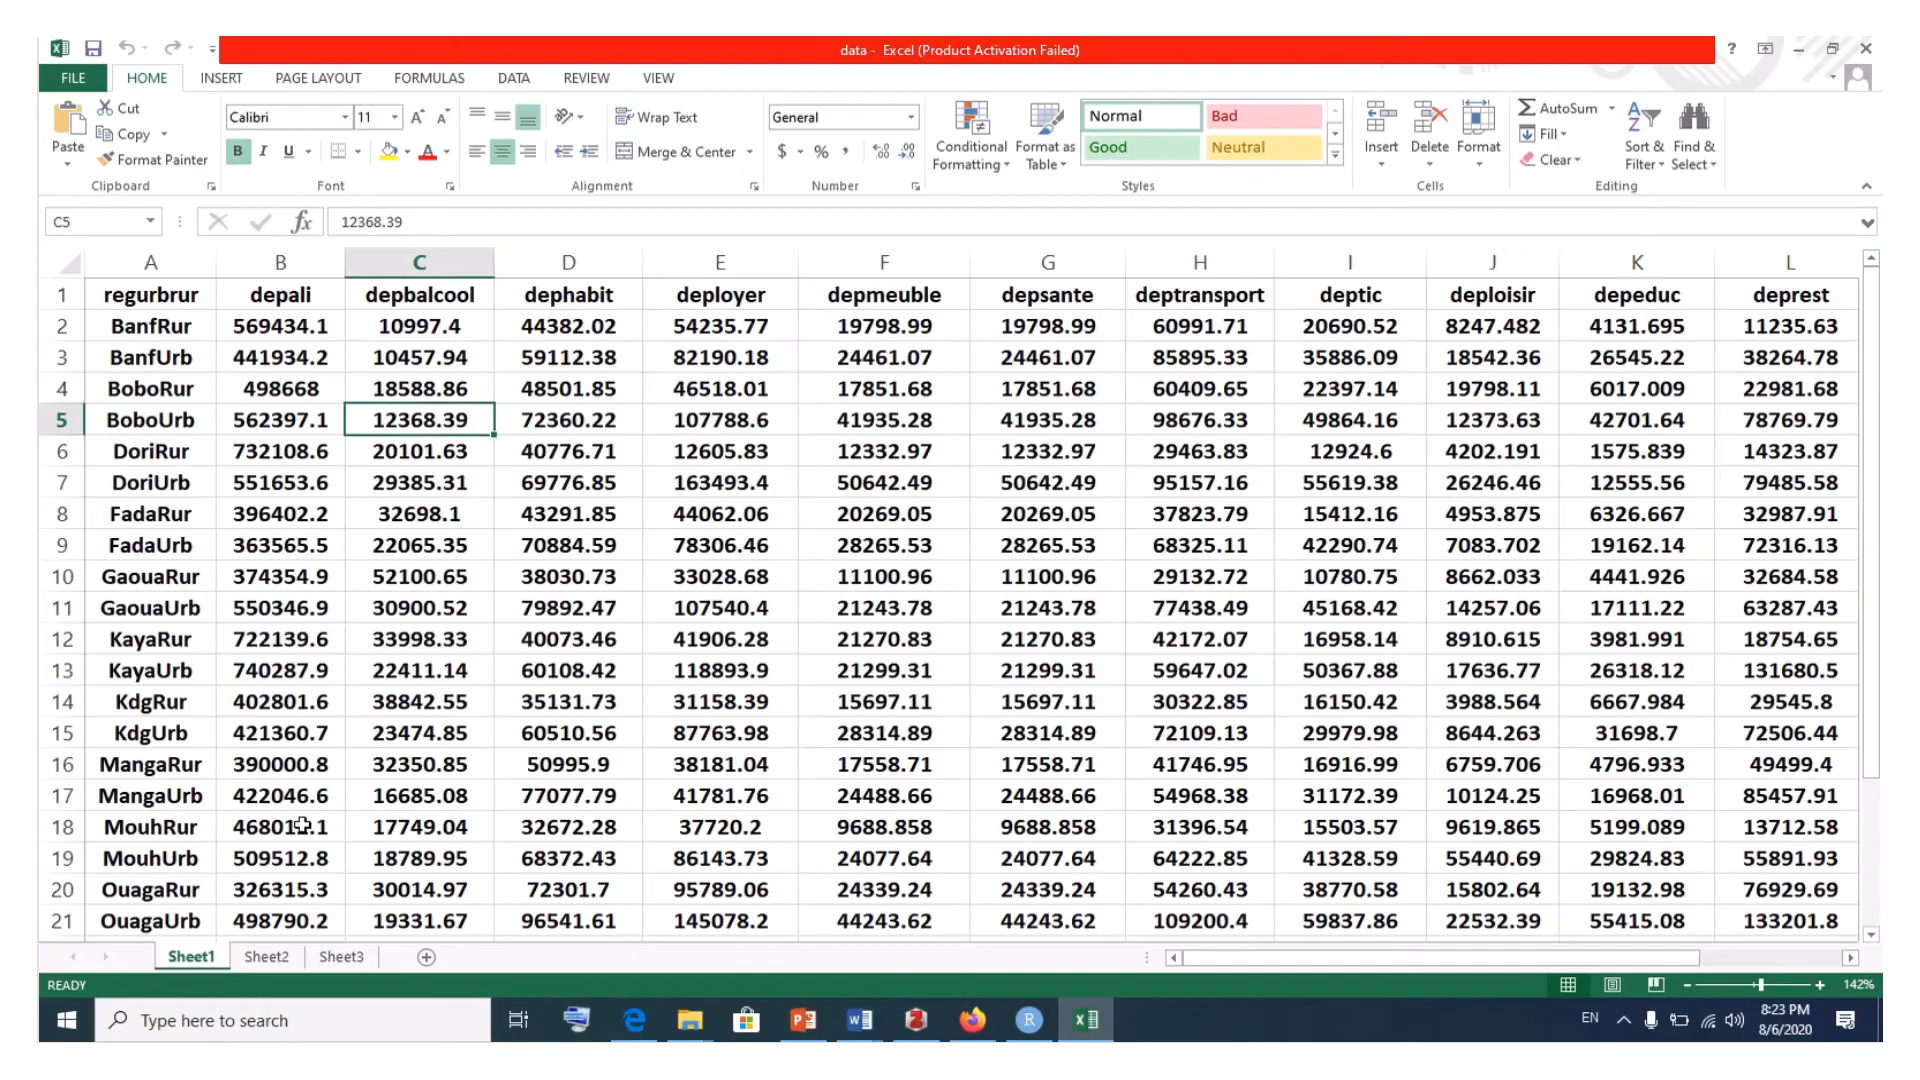 data - Excel (Product Activation Failed)
FILE HOME INSERT PAGE LAYOUT FORMULAS DATA REVIEW VIEW
Paste Cut Copy Format Painter Clipboard
Calibri 11 B I U Font
Wrap Text Merge & Center Alignment
General $ % , Number
Conditional Formatting Format as Table Normal Bad Good Neutral Styles
Insert Delete Format Cells
AutoSum Fill Clear Sort & Filter Find & Select Editing
C5 fx 12368.39
A B C D E F G H I J K L
1 regurbrur depali depbalcool dephabit deployer depmeuble depsante deptransport deptic deploisir depeduc deprest
2 BanfRur 569434.1 10997.4 44382.02 54235.77 19798.99 19798.99 60991.71 20690.52 8247.482 4131.695 11235.63
3 BanfUrb 441934.2 10457.94 59112.38 82190.18 24461.07 24461.07 85895.33 35886.09 18542.36 26545.22 38264.78
4 BoboRur 498668 18588.86 48501.85 46518.01 17851.68 17851.68 60409.65 22397.14 19798.11 6017.009 22981.68
5 BoboUrb 562397.1 12368.39 72360.22 107788.6 41935.28 41935.28 98676.33 49864.16 12373.63 42701.64 78769.79
6 DoriRur 732108.6 20101.63 40776.71 12605.83 12332.97 12332.97 29463.83 12924.6 4202.191 1575.839 14323.87
7 DoriUrb 551653.6 29385.31 69776.85 163493.4 50642.49 50642.49 95157.16 55619.38 26246.46 12555.56 79485.58
8 FadaRur 396402.2 32698.1 43291.85 44062.06 20269.05 20269.05 37823.79 15412.16 4953.875 6326.667 32987.91
9 FadaUrb 363565.5 22065.35 70884.59 78306.46 28265.53 28265.53 68325.11 42290.74 7083.702 19162.14 72316.13
10 GaouaRur 374354.9 52100.65 38030.73 33028.68 11100.96 11100.96 29132.72 10780.75 8662.033 4441.926 32684.58
11 GaouaUrb 550346.9 30900.52 79892.47 107540.4 21243.78 21243.78 77438.49 45168.42 14257.06 17111.22 63287.43
12 KayaRur 722139.6 33998.33 40073.46 41906.28 21270.83 21270.83 42172.07 16958.14 8910.615 3981.991 18754.65
13 KayaUrb 740287.9 22411.14 60108.42 118893.9 21299.31 21299.31 59647.02 50367.88 17636.77 26318.12 131680.5
14 KdgRur 402801.6 38842.55 35131.73 31158.39 15697.11 15697.11 30322.85 16150.42 3988.564 6667.984 29545.8
15 KdgUrb 421360.7 23474.85 60510.56 87763.98 28314.89 28314.89 72109.13 29979.98 8644.263 31698.7 72506.44
16 MangaRur 390000.8 32350.85 50995.9 38181.04 17558.71 17558.71 41746.95 16916.99 6759.706 4796.933 49499.4
17 MangaUrb 422046.6 16685.08 77077.79 41781.76 24488.66 24488.66 54968.38 31172.39 10124.25 16968.01 85457.91
18 MouhRur 17749.04 32672.28 37720.2 9688.858 9688.858 31396.54 15503.57 9619.865 5199.089 13712.58
19 MouhUrb 509512.8 18789.95 68372.43 86143.73 24077.64 24077.64 64222.85 41328.59 55440.69 29824.83 55891.93
20 OuagaRur 326315.3 30014.97 72301.7 95789.06 24339.24 24339.24 54260.43 38770.58 15802.64 19132.98 76929.69
21 OuagaUrb 498790.2 19331.67 96541.61 145078.2 44243.62 44243.62 109200.4 59837.86 22532.39 55415.08 133201.8
Sheet1 Sheet2 Sheet3
READY 142%
Type here to search EN 8:23 PM
8/6/2020